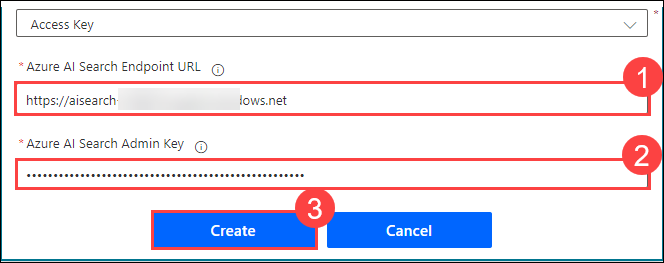 Access Key
*
* Azure AI Search Endpoint URL
1
https://aisearch- dows.net
* Azure AI Search Admin Key
2
••••••••••••••••••••••••••••••••••••••••••••••••••••
3
Create
Cancel